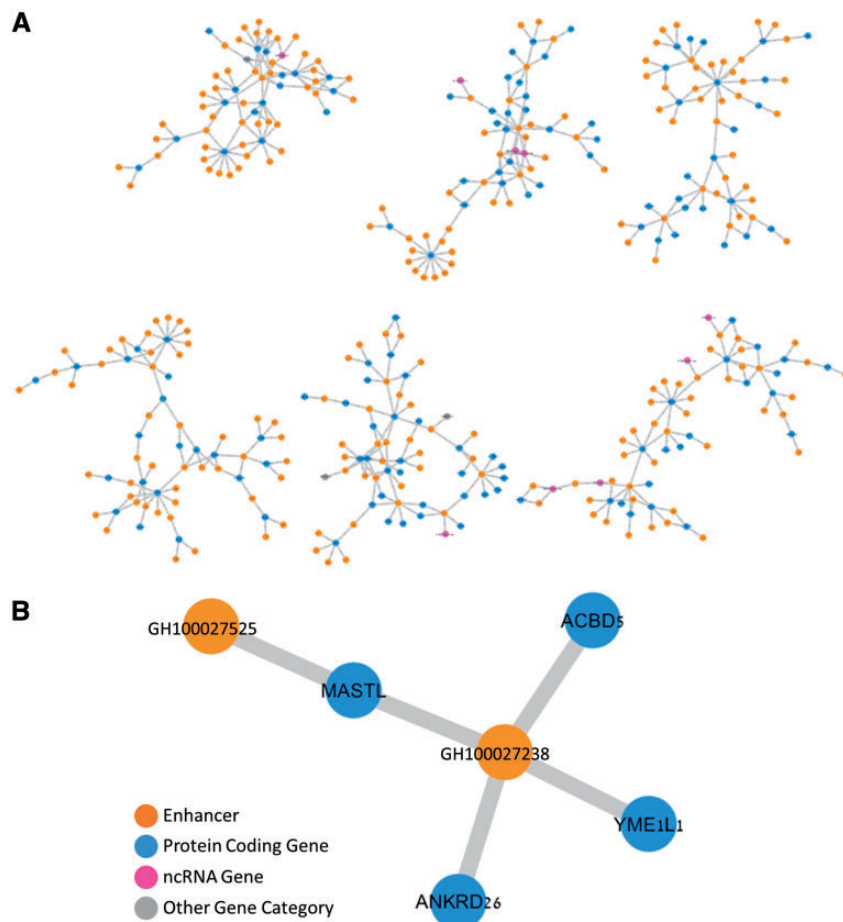 A
B
GH100027525
ACBD5
MASTL
GH100027238
YME1L1
ANKRD26
Enhancer
Protein Coding Gene
ncRNA Gene
Other Gene Category